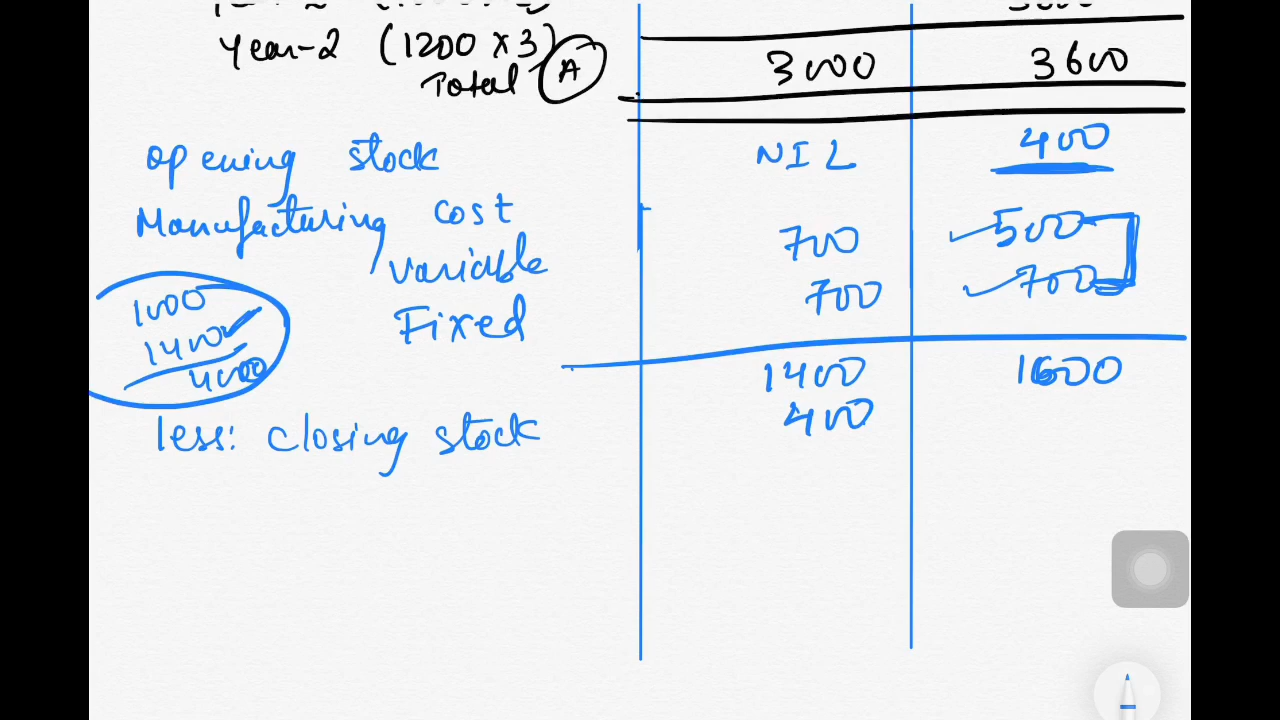 Year-2 (1200 x 3)
Total A 3000 3600
opening stock NIL 400
Manufacturing cost
variable 700 500
Fixed 700 700
1000
1400
400
1400 1600
less: closing stock 400